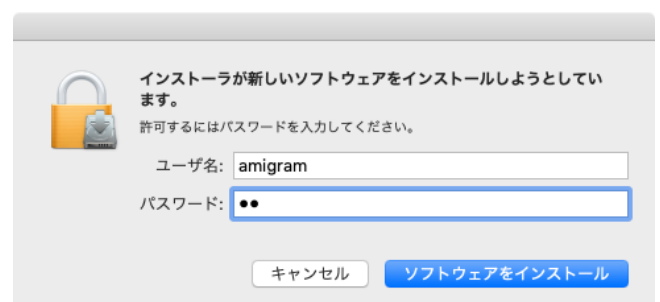 インストーラが新しいソフトウェアをインストールしようとしてい
ます。
許可するにはパスワードを入力してください。
ユーザ名: amigram
パスワード: ••
キャンセル ソフトウェアをインストール